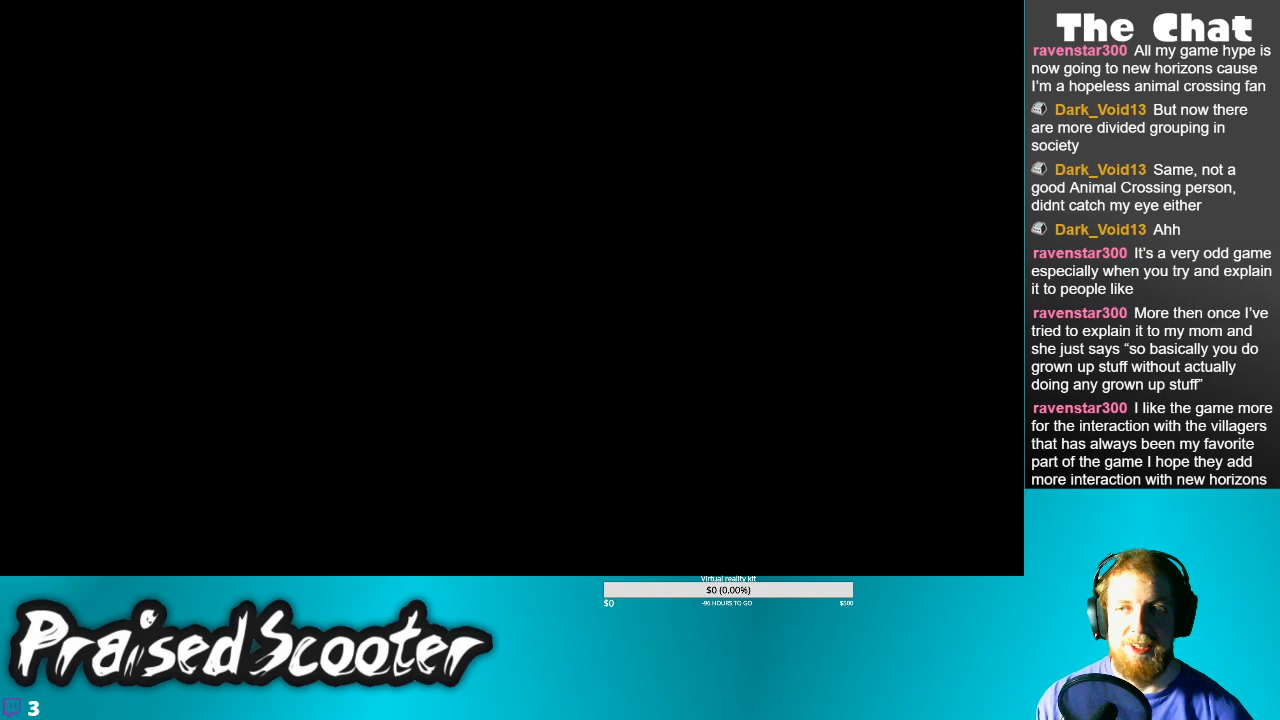 The Chat
ravenstar300 All my game hype is
now going to new horizons cause
I'm a hopeless animal crossing fan
Dark_Void13 But now there
are more divided grouping in
society
Dark_Void13 Same, not a
good Animal Crossing person,
didnt catch my eye either
Dark_Void13 Ahh
ravenstar300 It's a very odd game
especially when you try and explain
it to people like
ravenstar300 More then once I've
tried to explain it to my mom and
she just says “so basically you do
grown up stuff without actually
doing any grown up stuff”
ravenstar300 I like the game more
for the interaction with the villagers
that has always been my favorite
part of the game I hope they add
more interaction with new horizons
Virtual reality kit
$0 (0.00%)
$0 -96 HOURS TO GO $500
PraisedScooter
3